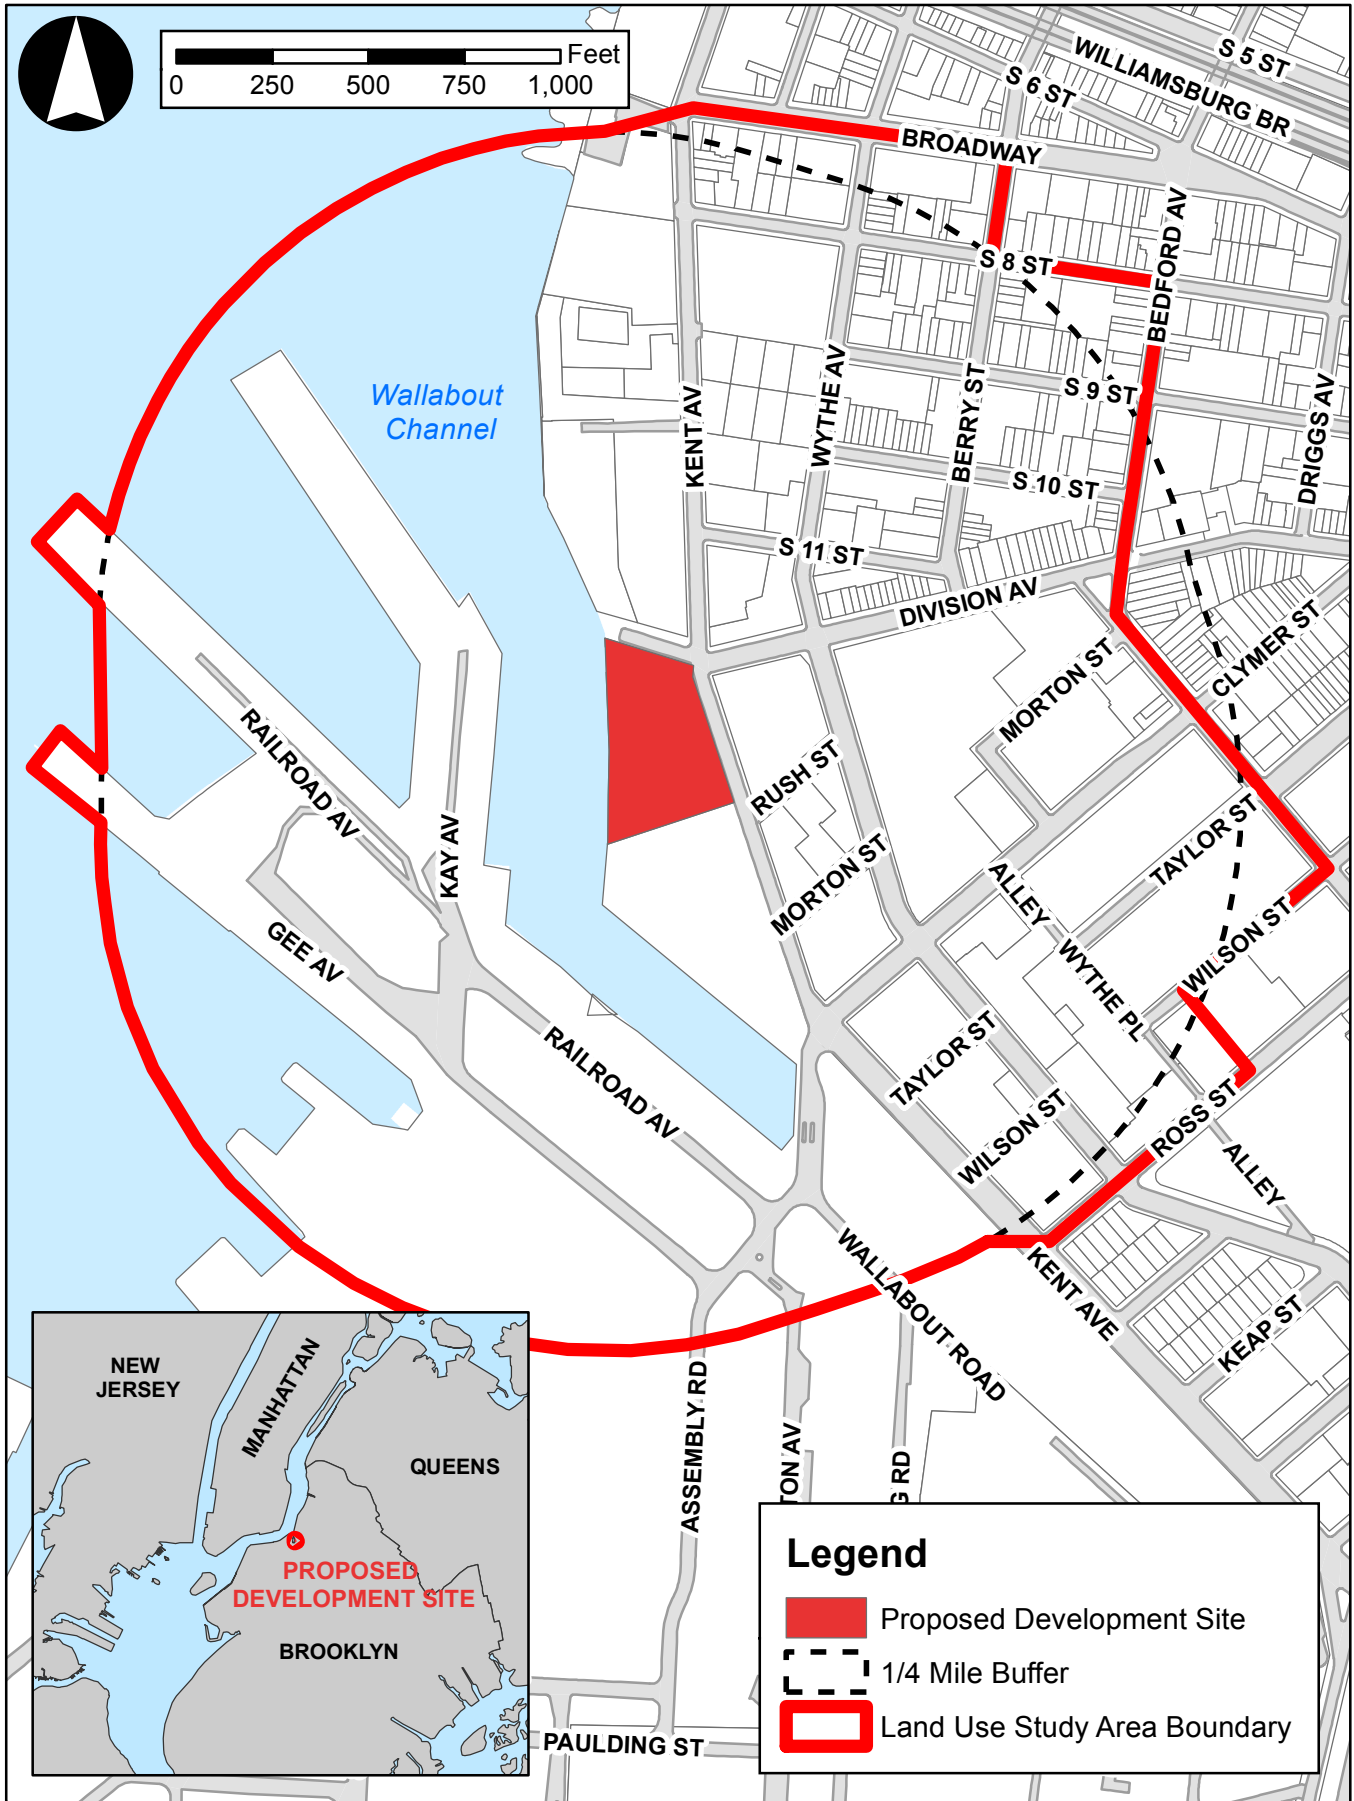 Feet
0 250 500 750 1,000
S 5 ST
WILLIAMSBURG BR
S 6 ST
BROADWAY
BEDFORD AV
S 8 ST
Wallabout
Channel
KENT AV
WYTHE AV
BERRY ST
S 9 ST
DRIGGS AV
S 10 ST
S 11 ST
DIVISION AV
CLYMER ST
MORTON ST
RAILROAD AV
KAY AV
RUSH ST
MORTON ST
TAYLOR ST
ALLEY
WYTHE PL
WILSON ST
GEE AV
RAILROAD AV
TAYLOR ST
WILSON ST
ROSS ST
ALLEY
WALLABOUT ROAD
KENT AVE
KEAP ST
ASSEMBLY RD
TON AV
G RD
NEW
JERSEY
MANHATTAN
QUEENS
PROPOSED
DEVELOPMENT SITE
BROOKLYN
PAULDING ST
Legend
Proposed Development Site
1/4 Mile Buffer
Land Use Study Area Boundary